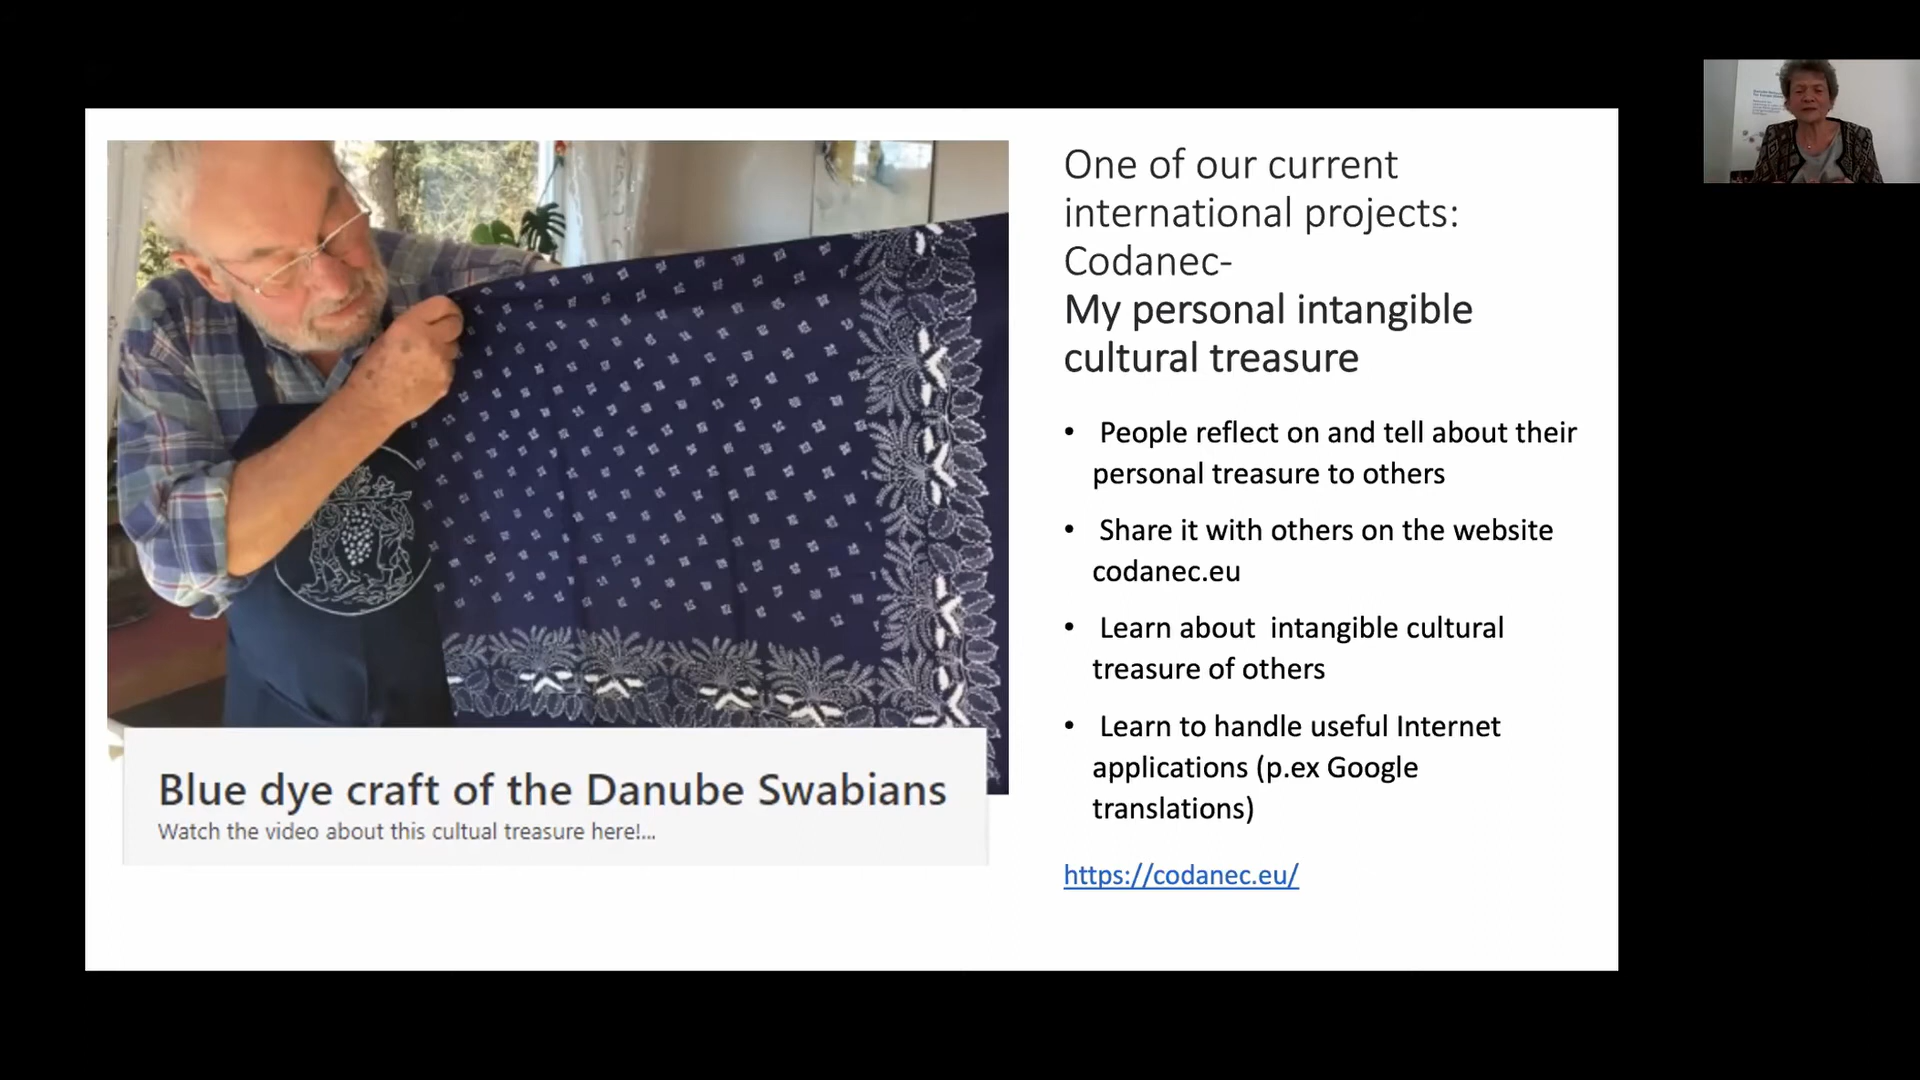 One of our current
international projects:
Codanec-
My personal intangible
cultural treasure
• People reflect on and tell about their
personal treasure to others
• Share it with others on the website
codanec.eu
• Learn about  intangible cultural
treasure of others
• Learn to handle useful Internet
applications (p.ex Google
translations)
https://codanec.eu/
Blue dye craft of the Danube Swabians
Watch the video about this cultual treasure here!...